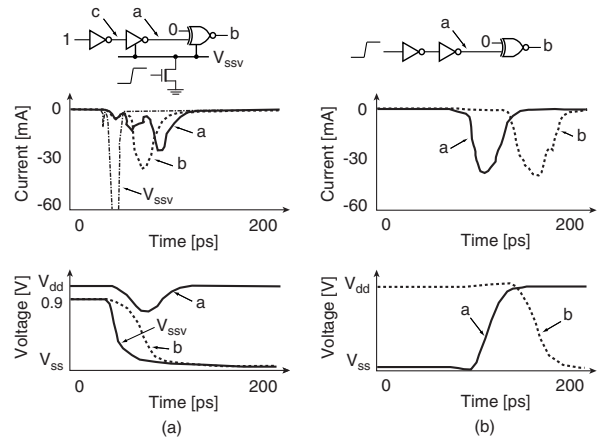 c
a
1
0
b
V_ssv
Current [mA]
0
-30
-60
a
b
V_ssv
0
200
Time [ps]
Voltage [V]
V_dd
0.9
V_ss
a
V_ssv
b
0
200
Time [ps]
(a)
a
0
b
Current [mA]
0
-30
-60
a
b
0
200
Time [ps]
Voltage [V]
V_dd
V_ss
a
b
0
200
Time [ps]
(b)